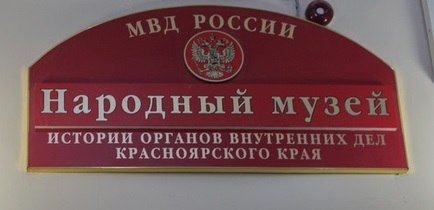 МВД РОССИИ
Народный музей
ИСТОРИИ ОРГАНОВ ВНУТРЕННИХ ДЕЛ
КРАСНОЯРСКОГО КРАЯ